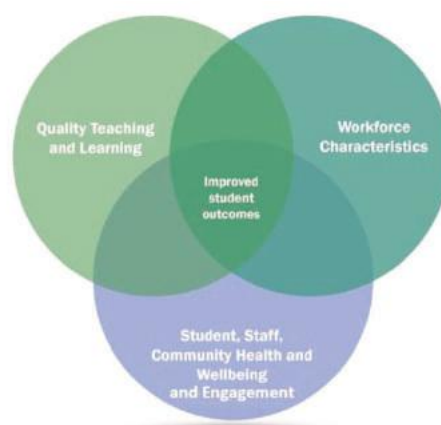 Quality Teaching
and Learning
Workforce
Characteristics
Improved
student
outcomes
Student, Staff,
Community Health and
Wellbeing
and Engagement